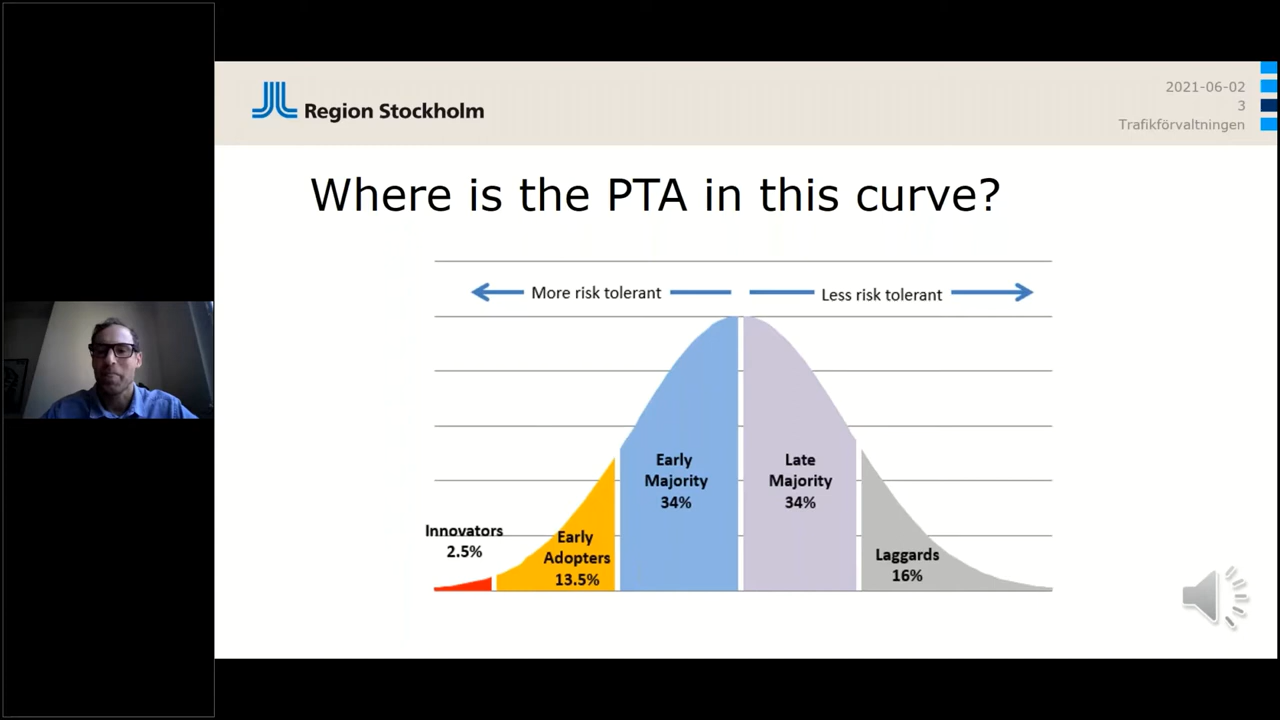 Region Stockholm
2021-06-02
3
Trafikförvaltningen
Where is the PTA in this curve?
More risk tolerant
Less risk tolerant
Innovators
2.5%
Early
Adopters
13.5%
Early
Majority
34%
Late
Majority
34%
Laggards
16%